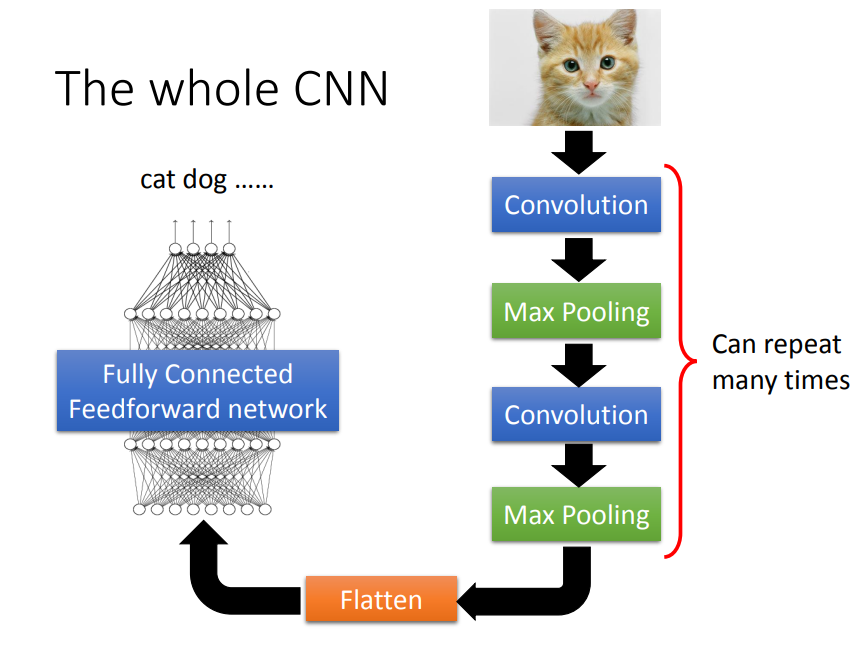 The whole CNN
cat dog ……
Convolution
Max Pooling
Convolution
Max Pooling
Can repeat
many times
Flatten
Fully Connected
Feedforward network